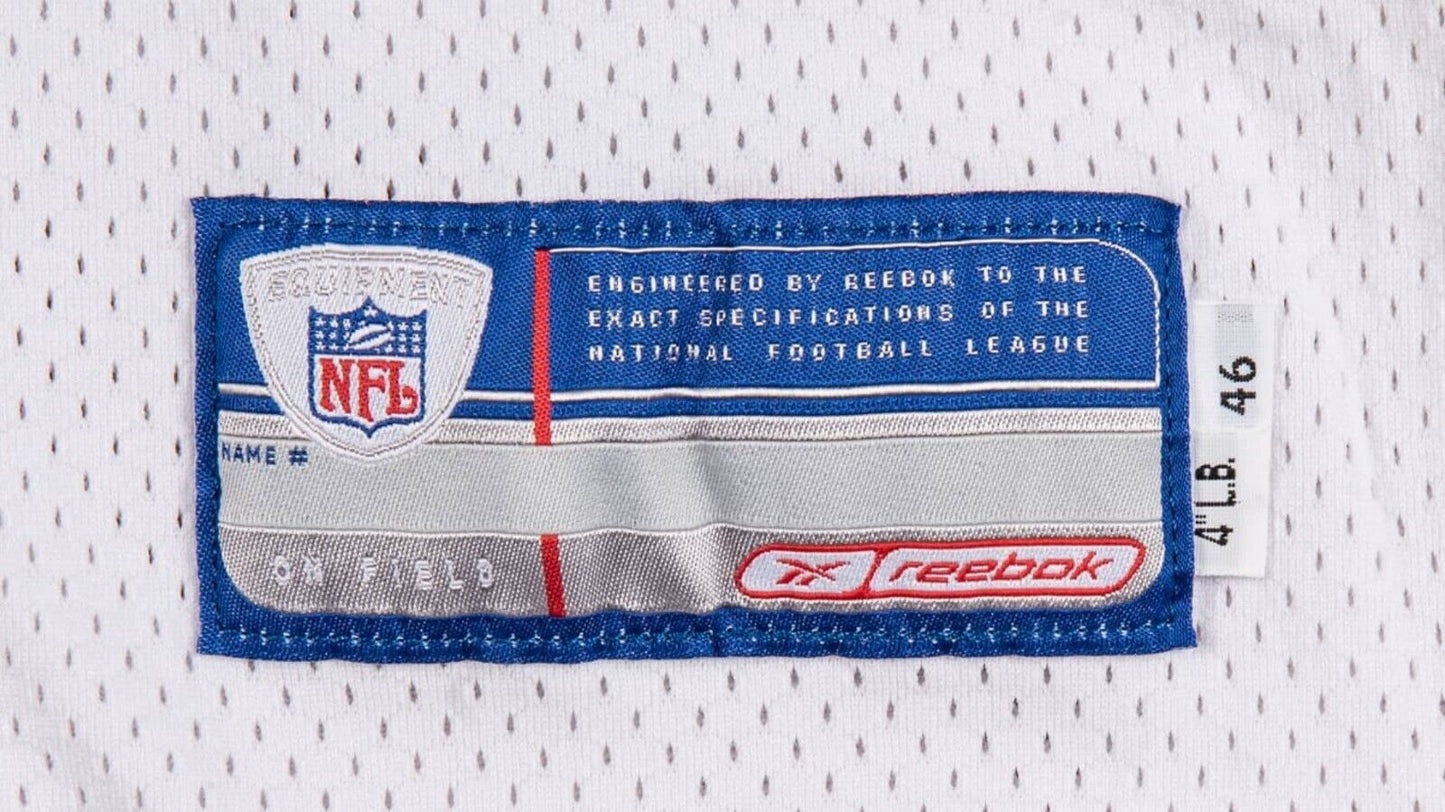 EQUIPMENT
NFL
ENGINEERED BY REEBOK TO THE
EXACT SPECIFICATIONS OF THE
NATIONAL FOOTBALL LEAGUE
NAME #
ON FIELD
reebok
46
4" L.B.